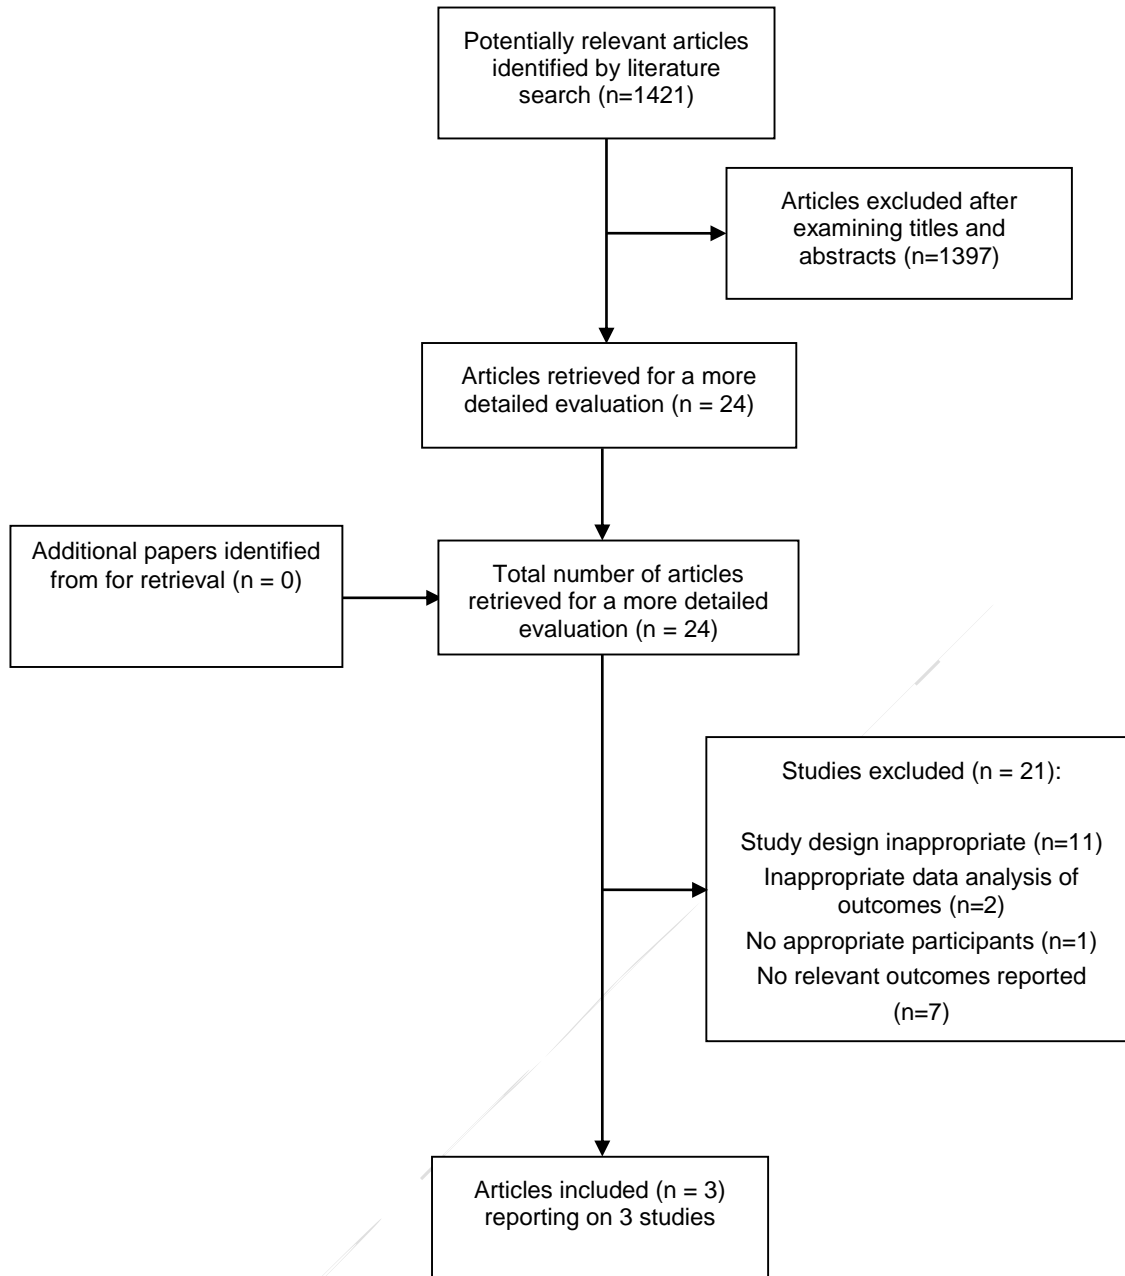 Potentially relevant articles
identified by literature
search (n=1421)
Articles excluded after
examining titles and
abstracts (n=1397)
Articles retrieved for a more
detailed evaluation (n = 24)
Additional papers identified
from for retrieval (n = 0)
Total number of articles
retrieved for a more detailed
evaluation (n = 24)
Studies excluded (n = 21):
Study design inappropriate (n=11)
Inappropriate data analysis of
outcomes (n=2)
No appropriate participants (n=1)
No relevant outcomes reported
(n=7)
Articles included (n = 3)
reporting on 3 studies